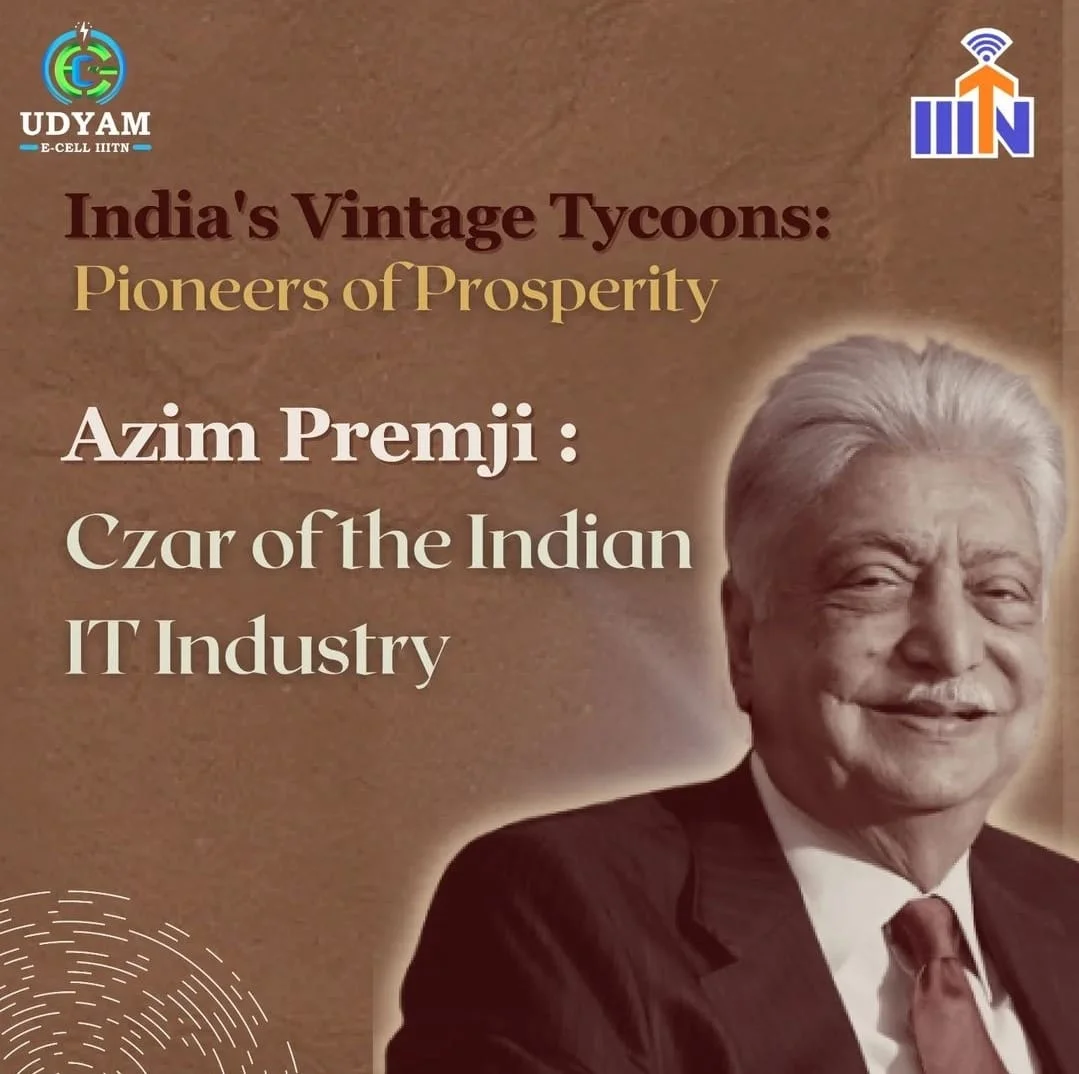 UDYAM
E-CELL IIITN
IIITN
India's Vintage Tycoons:
Pioneers of Prosperity
Azim Premji :
Czar of the Indian
IT Industry